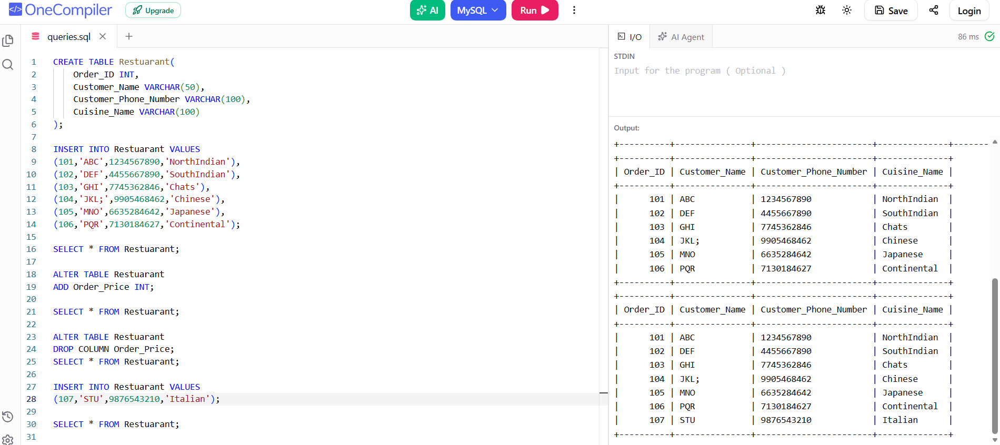 </> OneCompiler Upgrade AI MySQL Run Save Login
queries.sql
I/O AI Agent 86 ms
1 CREATE TABLE Restuarant(
2 Order_ID INT,
3 Customer_Name VARCHAR(50),
4 Customer_Phone_Number VARCHAR(100),
5 Cuisine_Name VARCHAR(100)
6 );
7
8 INSERT INTO Restuarant VALUES
9 (101,'ABC',1234567890,'NorthIndian'),
10 (102,'DEF',4455667890,'SouthIndian'),
11 (103,'GHI',7745362846,'Chats'),
12 (104,'JKL;',9905468462,'Chinese'),
13 (105,'MNO',6635284642,'Japanese'),
14 (106,'PQR',7130184627,'Continental');
15
16 SELECT * FROM Restuarant;
17
18 ALTER TABLE Restuarant
19 ADD Order_Price INT;
20
21 SELECT * FROM Restuarant;
22
23 ALTER TABLE Restuarant
24 DROP COLUMN Order_Price;
25 SELECT * FROM Restuarant;
26
27 INSERT INTO Restuarant VALUES
28 (107,'STU',9876543210,'Italian');
29
30 SELECT * FROM Restuarant;
31
STDIN
Input for the program ( Optional )
Output:
+----------+---------------+-----------------------+--------------+-------
+----------+---------------+-----------------------+--------------+
| Order_ID | Customer_Name | Customer_Phone_Number | Cuisine_Name |
+----------+---------------+-----------------------+--------------+
| 101 | ABC | 1234567890 | NorthIndian |
| 102 | DEF | 4455667890 | SouthIndian |
| 103 | GHI | 7745362846 | Chats |
| 104 | JKL; | 9905468462 | Chinese |
| 105 | MNO | 6635284642 | Japanese |
| 106 | PQR | 7130184627 | Continental |
+----------+---------------+-----------------------+--------------+
+----------+---------------+-----------------------+--------------+
| Order_ID | Customer_Name | Customer_Phone_Number | Cuisine_Name |
+----------+---------------+-----------------------+--------------+
| 101 | ABC | 1234567890 | NorthIndian |
| 102 | DEF | 4455667890 | SouthIndian |
| 103 | GHI | 7745362846 | Chats |
| 104 | JKL; | 9905468462 | Chinese |
| 105 | MNO | 6635284642 | Japanese |
| 106 | PQR | 7130184627 | Continental |
| 107 | STU | 9876543210 | Italian |
+----------+---------------+-----------------------+--------------+